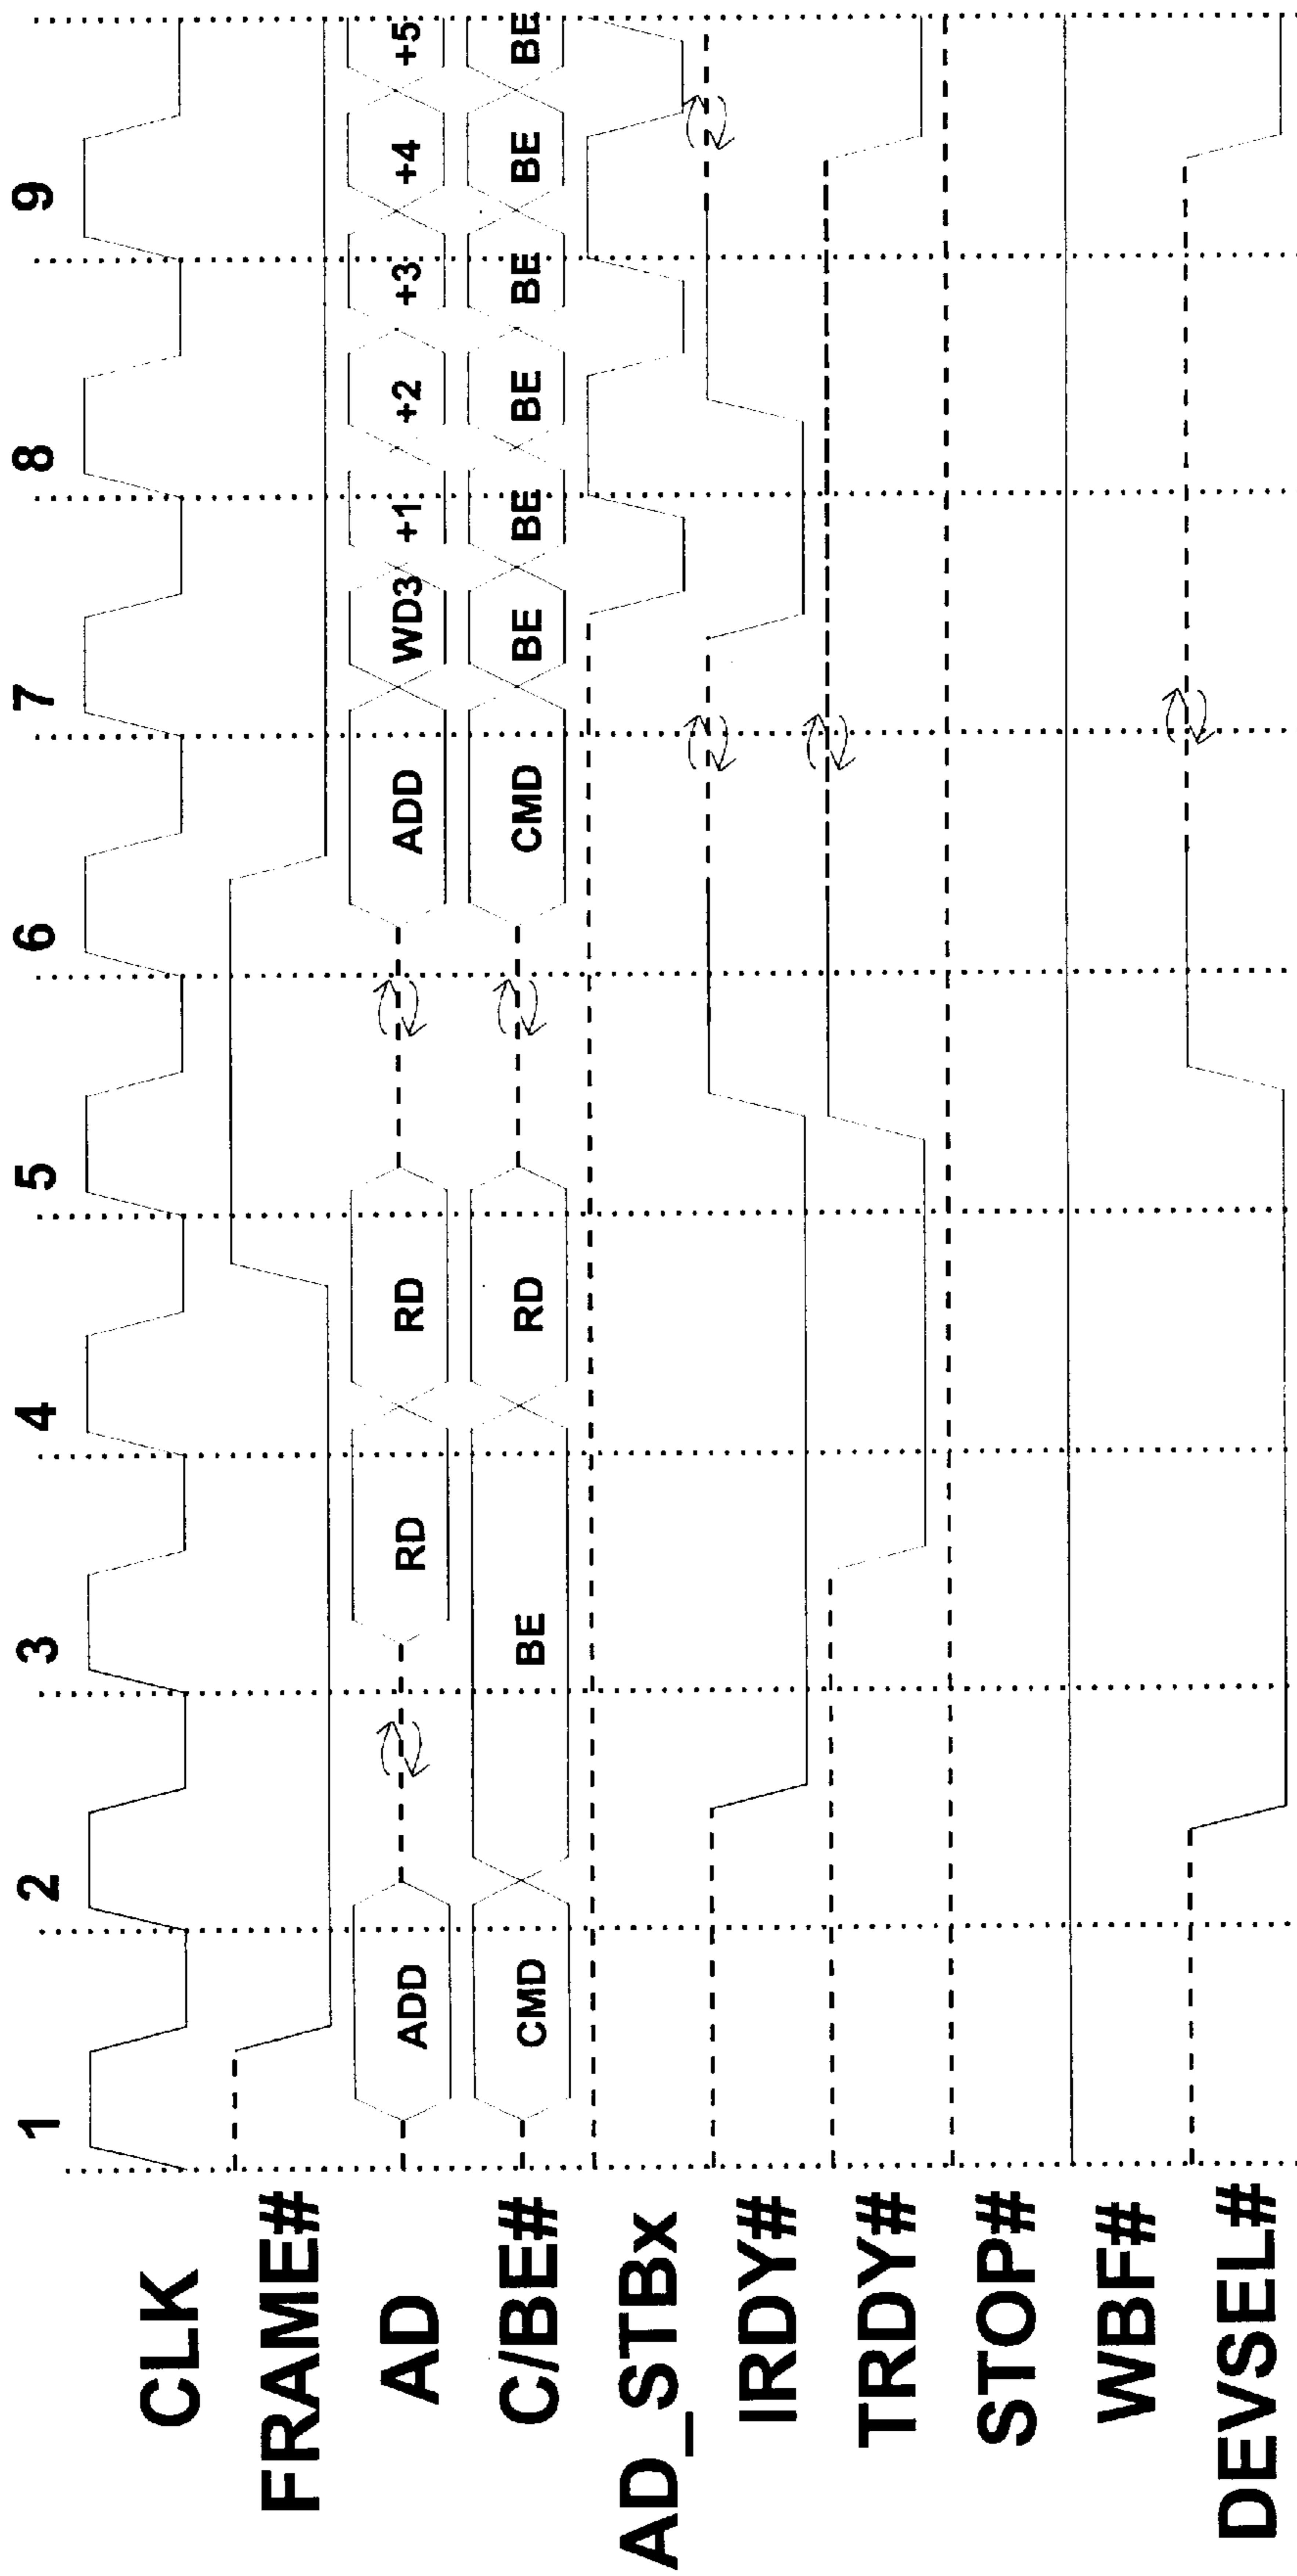 1 2 3 4 5 6 7 8 9
CLK
FRAME#
AD ADD RD RD ADD WD3 +1 +2 +3 +4 +5
C/BE# CMD BE RD CMD BE BE BE BE BE BE
AD_STBx
IRDY#
TRDY#
STOP#
WBF#
DEVSEL#